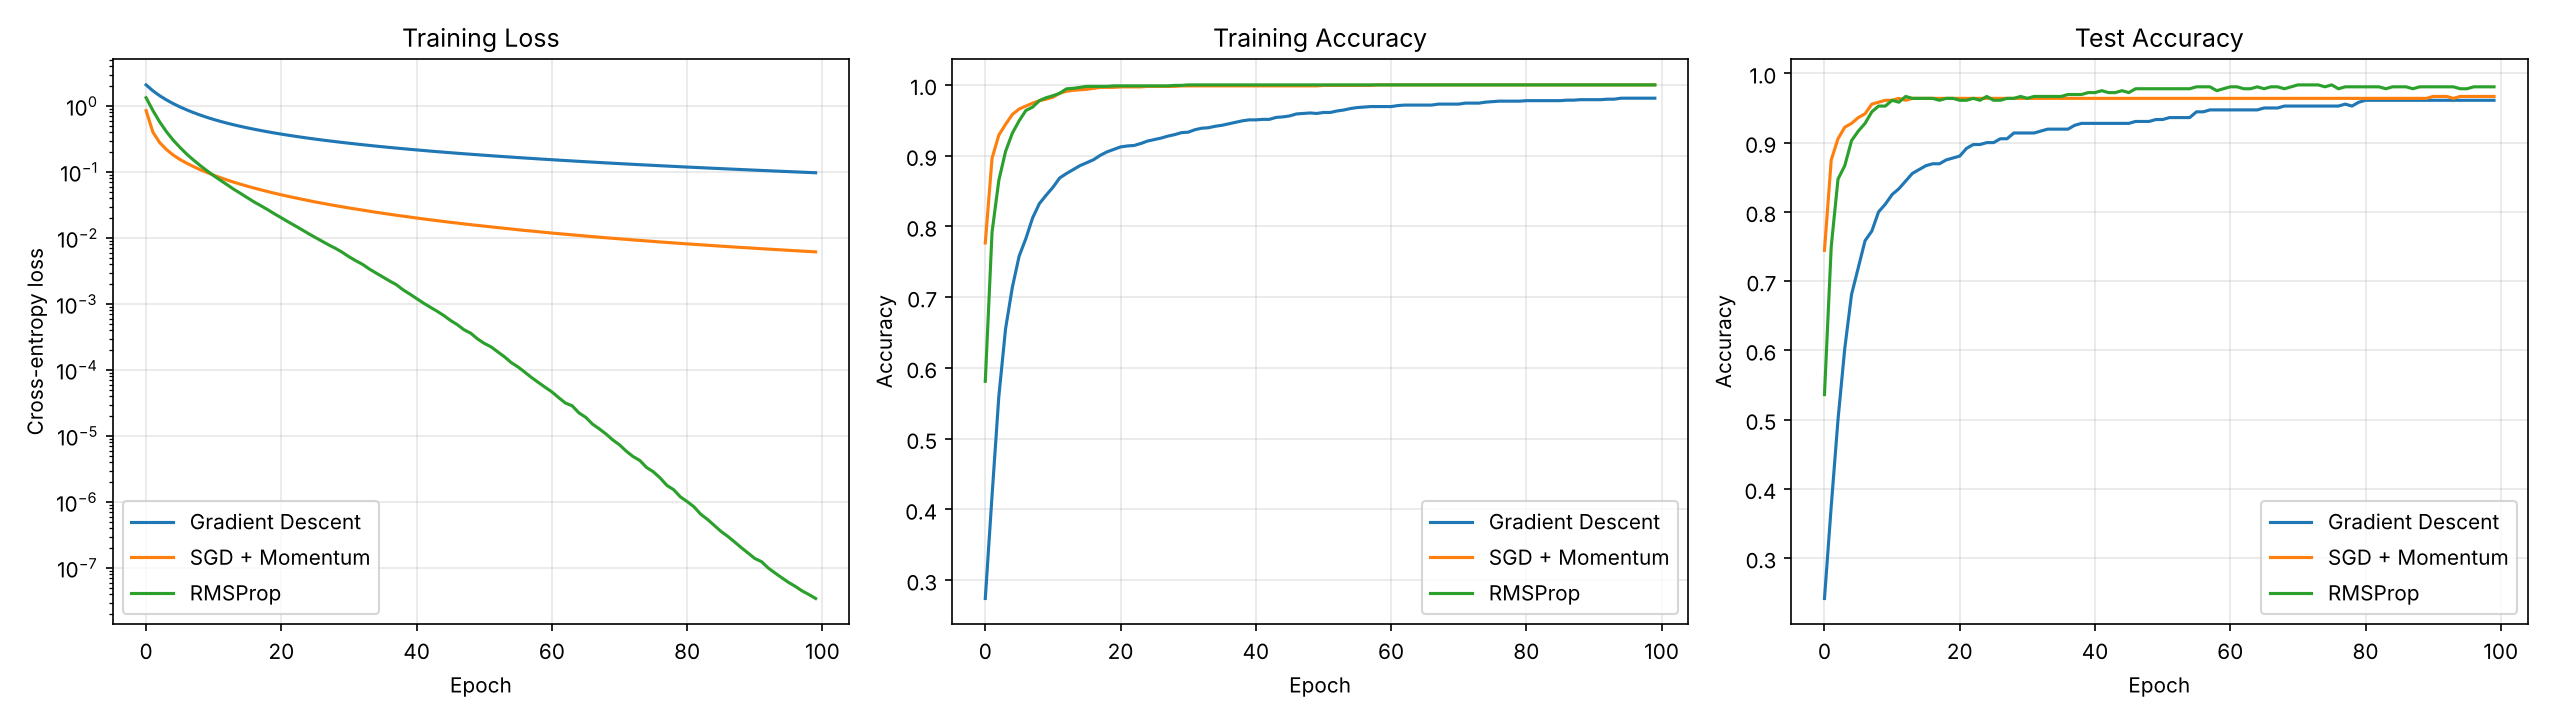 Training Loss
Cross-entropy loss
10⁰
10⁻¹
10⁻²
10⁻³
10⁻⁴
10⁻⁵
10⁻⁶
10⁻⁷
Gradient Descent
SGD + Momentum
RMSProp
0 20 40 60 80 100
Epoch
Training Accuracy
Accuracy
1.0
0.9
0.8
0.7
0.6
0.5
0.4
0.3
Gradient Descent
SGD + Momentum
RMSProp
0 20 40 60 80 100
Epoch
Test Accuracy
Accuracy
1.0
0.9
0.8
0.7
0.6
0.5
0.4
0.3
Gradient Descent
SGD + Momentum
RMSProp
0 20 40 60 80 100
Epoch